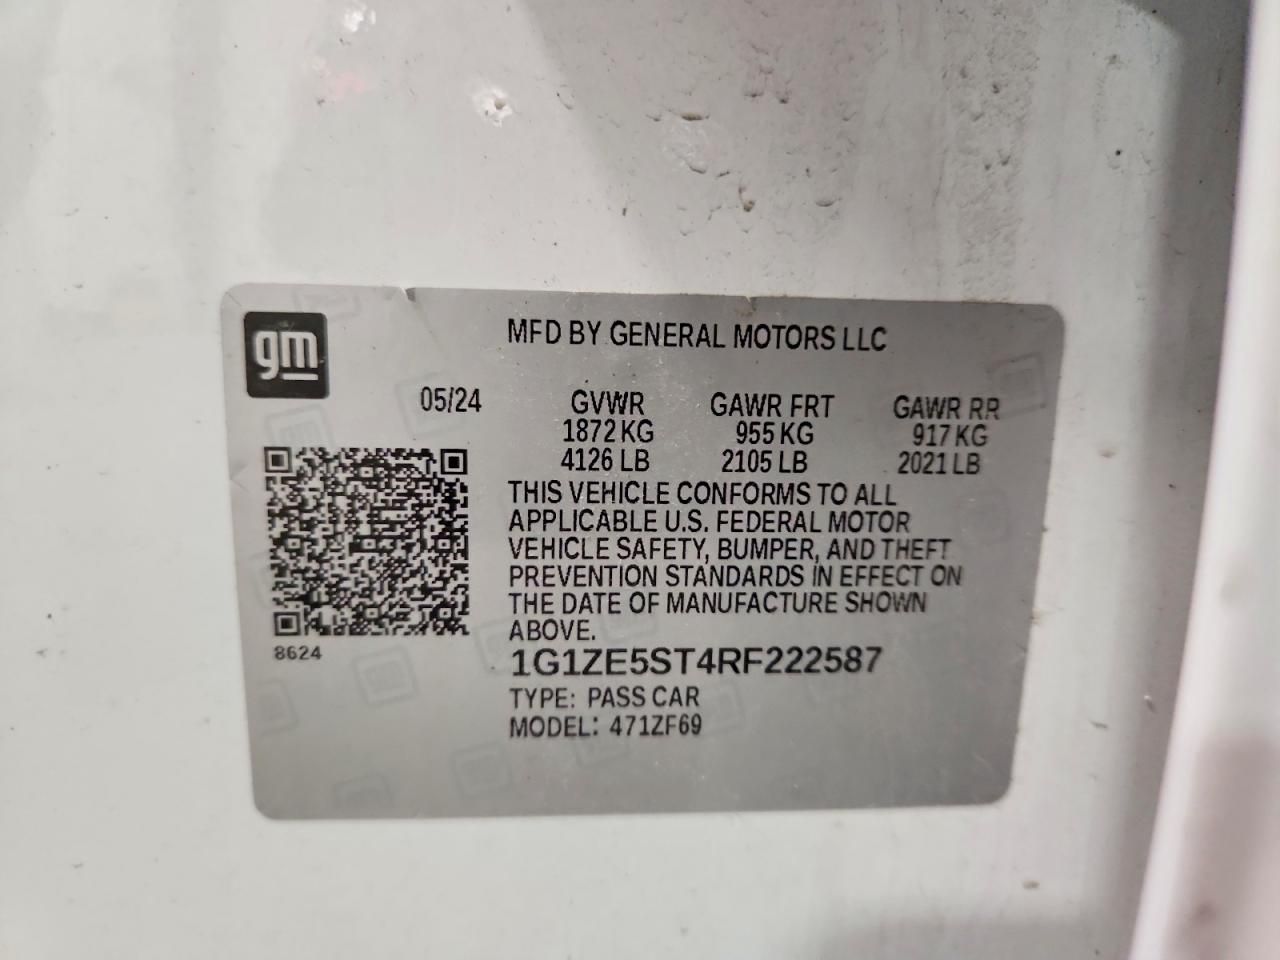 gm
MFD BY GENERAL MOTORS LLC
05/24 GVWR GAWR FRT GAWR RR
1872 KG 955 KG 917 KG
4126 LB 2105 LB 2021 LB
THIS VEHICLE CONFORMS TO ALL
APPLICABLE U.S. FEDERAL MOTOR
VEHICLE SAFETY, BUMPER, AND THEFT
PREVENTION STANDARDS IN EFFECT ON
THE DATE OF MANUFACTURE SHOWN
ABOVE.
8624
1G1ZE5ST4RF222587
TYPE: PASS CAR
MODEL: 471ZF69